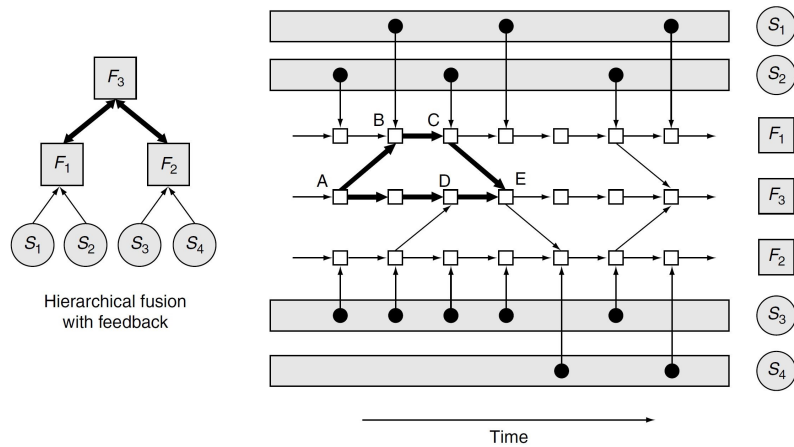 F3
F1
F2
S1
S2
S3
S4
Hierarchical fusion
with feedback
S1
S2
B
C
F1
A
D
E
F3
F2
S3
S4
Time